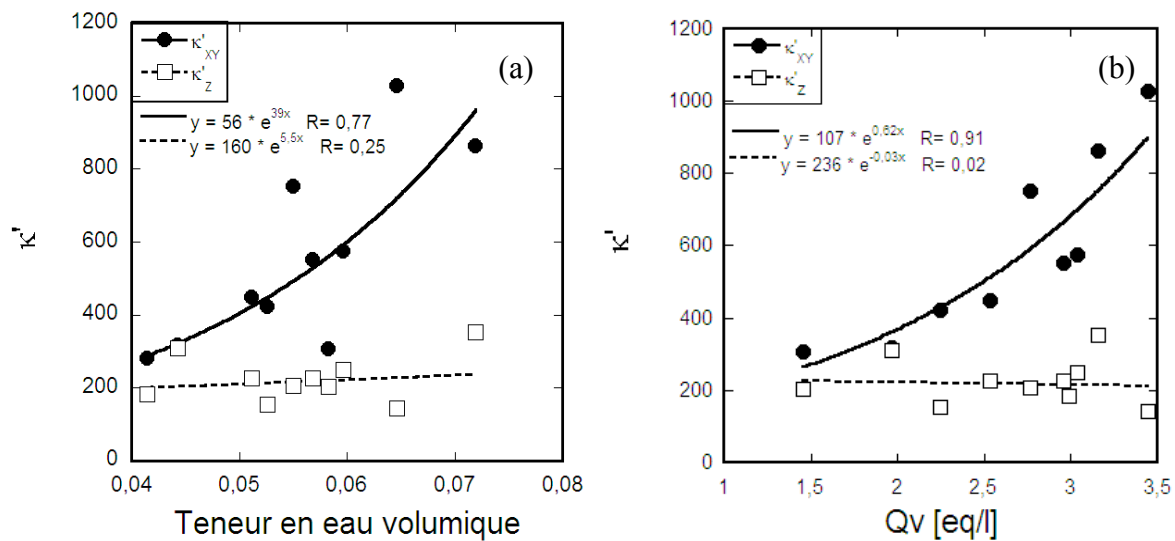 1200
1000
800
600
400
200
0
κ'
κ'XY
κ'Z
(a)
y = 56 * e^39x R= 0,77
y = 160 * e^5,5x R= 0,25
0,04 0,05 0,06 0,07 0,08
Teneur en eau volumique
1200
1000
800
600
400
200
0
κ'
κ'XY
κ'Z
(b)
y = 107 * e^0,62x R= 0,91
y = 236 * e^-0,03x R= 0,02
1 1,5 2 2,5 3 3,5
Qv [eq/l]